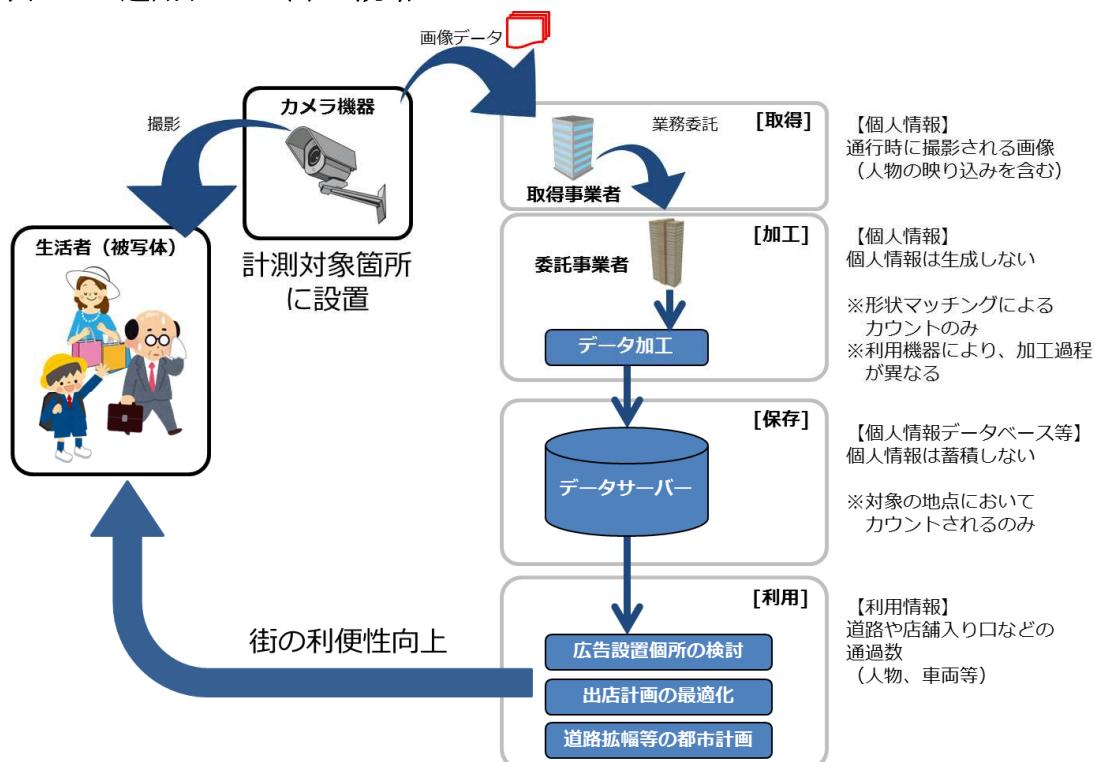 画像データ
カメラ機器
撮影
計測対象箇所
に設置
生活者（被写体）
[取得]
業務委託
取得事業者
【個人情報】
通行時に撮影される画像
（人物の映り込みを含む）
[加工]
委託事業者
データ加工
【個人情報】
個人情報は生成しない
※形状マッチングによる
カウントのみ
※利用機器により、加工過程
が異なる
[保存]
データサーバー
【個人情報データベース等】
個人情報は蓄積しない
※対象の地点において
カウントされるのみ
[利用]
広告設置個所の検討
出店計画の最適化
道路拡幅等の都市計画
【利用情報】
道路や店舗入り口などの
通過数
（人物、車両等）
街の利便性向上